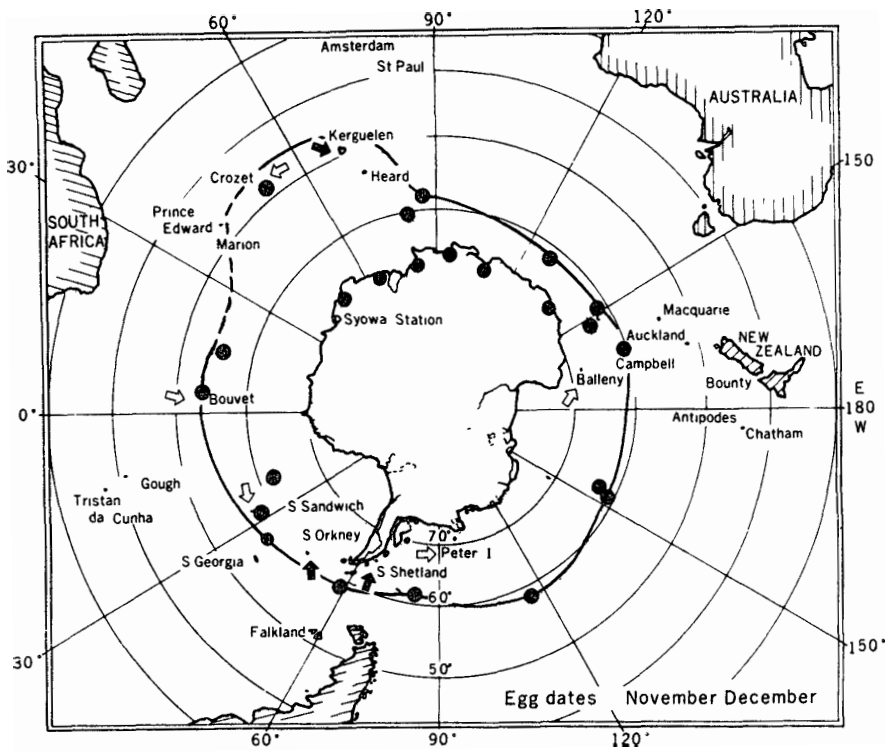 60°
90°
120°
Amsterdam
St Paul
AUSTRALIA
Kerguelen
30°
150
Crozet
Heard
Prince
Edward
SOUTH
AFRICA
Marion
Syowa Station
Macquarie
Auckland
NEW
ZEALAND
Campbell
Balleny
Bounty
E
0°
Bouvet
180
W
Antipodes
Chatham
Gough
Tristan
da Cunha
S Sandwich
S Orkney
70°
Peter I
S Georgia
S Shetland
60°
Falkland
150°
30°
50°
Egg dates November December
60°
90°
120°